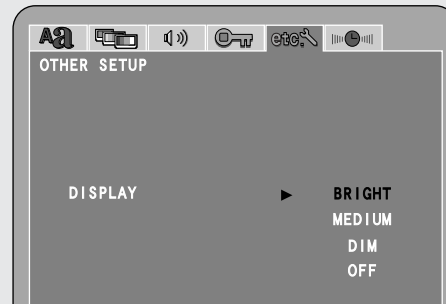 Aa etc.
OTHER SETUP
DISPLAY ► BRIGHT
MEDIUM
DIM
OFF